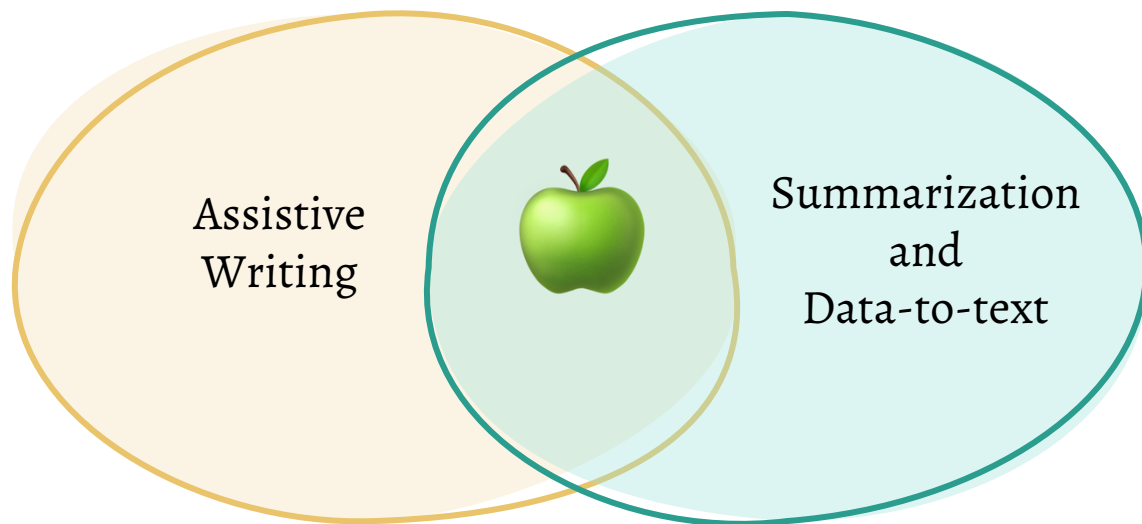 Assistive
Writing
Summarization
and
Data-to-text